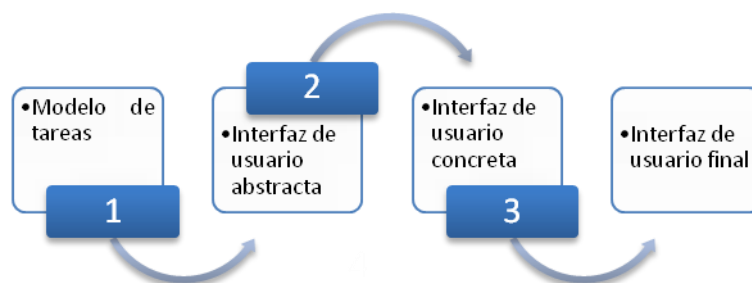 •Modelo de
tareas
1
2
•Interfaz de
usuario
abstracta
•Interfaz de
usuario
concreta
3
•Interfaz de
usuario final